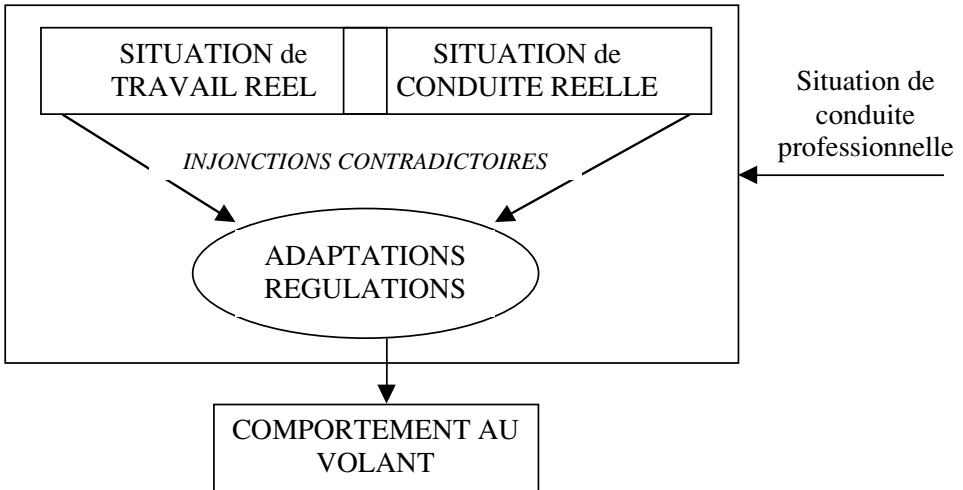 SITUATION de
TRAVAIL REEL
SITUATION de
CONDUITE REELLE
Situation de
conduite
professionnelle
INJONCTIONS CONTRADICTOIRES
ADAPTATIONS
REGULATIONS
COMPORTEMENT AU
VOLANT